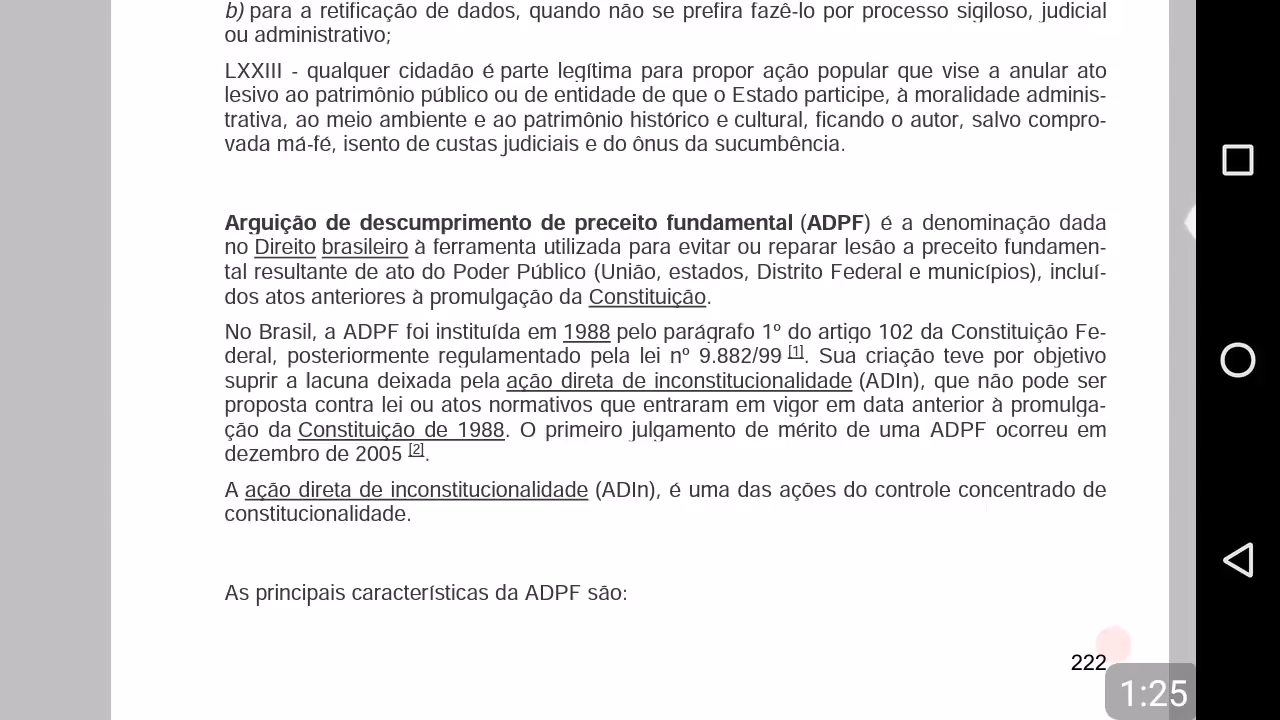 b) para a retificação de dados, quando não se prefira fazê-lo por processo sigiloso, judicial
ou administrativo;
LXXIII - qualquer cidadão é parte legítima para propor ação popular que vise a anular ato
lesivo ao patrimônio público ou de entidade de que o Estado participe, à moralidade adminis-
trativa, ao meio ambiente e ao patrimônio histórico e cultural, ficando o autor, salvo compro-
vada má-fé, isento de custas judiciais e do ônus da sucumbência.
Arguição de descumprimento de preceito fundamental (ADPF) é a denominação dada
no Direito brasileiro à ferramenta utilizada para evitar ou reparar lesão a preceito fundamen-
tal resultante de ato do Poder Público (União, estados, Distrito Federal e municípios), incluí-
dos atos anteriores à promulgação da Constituição.
No Brasil, a ADPF foi instituída em 1988 pelo parágrafo 1º do artigo 102 da Constituição Fe-
deral, posteriormente regulamentado pela lei nº 9.882/99 [1]. Sua criação teve por objetivo
suprir a lacuna deixada pela ação direta de inconstitucionalidade (ADIn), que não pode ser
proposta contra lei ou atos normativos que entraram em vigor em data anterior à promulga-
ção da Constituição de 1988. O primeiro julgamento de mérito de uma ADPF ocorreu em
dezembro de 2005 [2].
A ação direta de inconstitucionalidade (ADIn), é uma das ações do controle concentrado de
constitucionalidade.
As principais características da ADPF são:
222
1:25